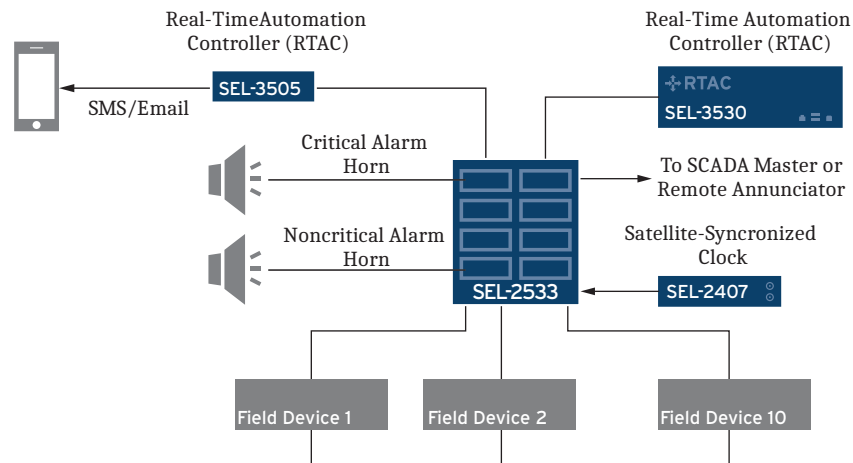 Real-TimeAutomation
Controller (RTAC)
Real-Time Automation
Controller (RTAC)
SEL-3505
SMS/Email
RTAC
SEL-3530
Critical Alarm
Horn
To SCADA Master or
Remote Annunciator
Noncritical Alarm
Horn
Satellite-Syncronized
Clock
SEL-2533
SEL-2407
Field Device 1
Field Device 2
Field Device 10